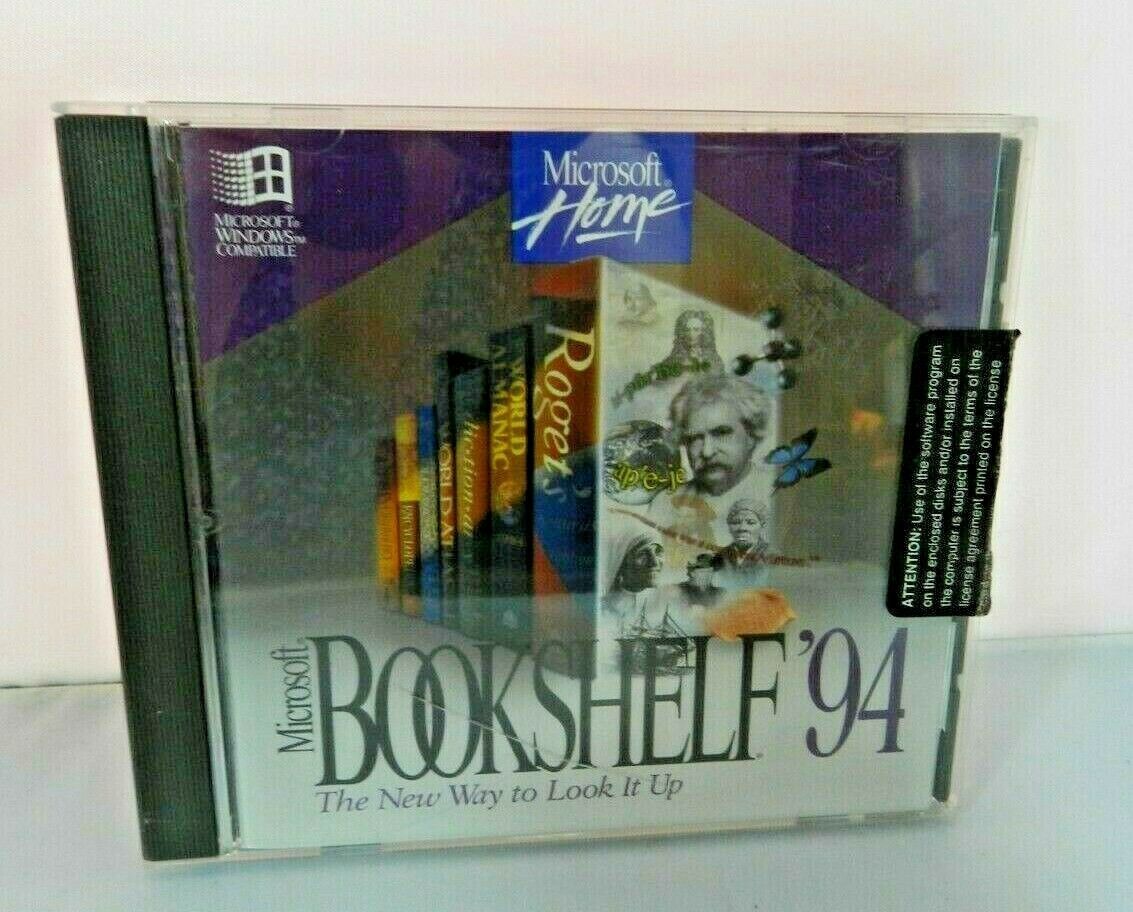 MICROSOFT®
WINDOWS™
COMPATIBLE
Microsoft®
Home
WORLD
ALMANAC
Roget's
ATTENTION: Use of the software program
on the enclosed disks and/or installed on
the computer is subject to the terms of the
license agreement printed on the license
Microsoft®
BOOKSHELF® '94
The New Way to Look It Up